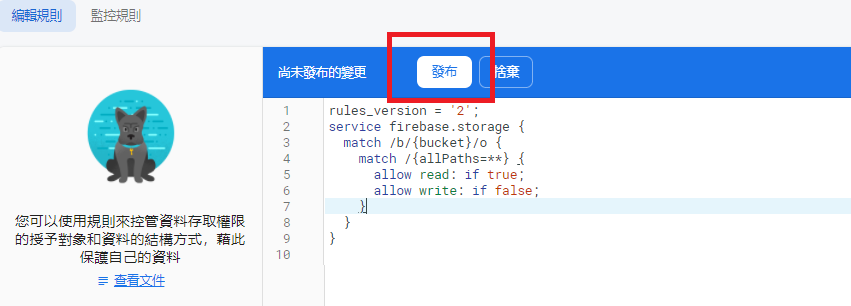 編輯規則 監控規則
尚未發布的變更 發布 捨棄
1 rules_version = '2';
2 service firebase.storage {
3 match /b/{bucket}/o {
4 match /{allPaths=**} {
5 allow read: if true;
6 allow write: if false;
7 }
8 }
9 }
10
您可以使用規則來控管資料存取權限
的授予對象和資料的結構方式，藉此
保護自己的資料
查看文件